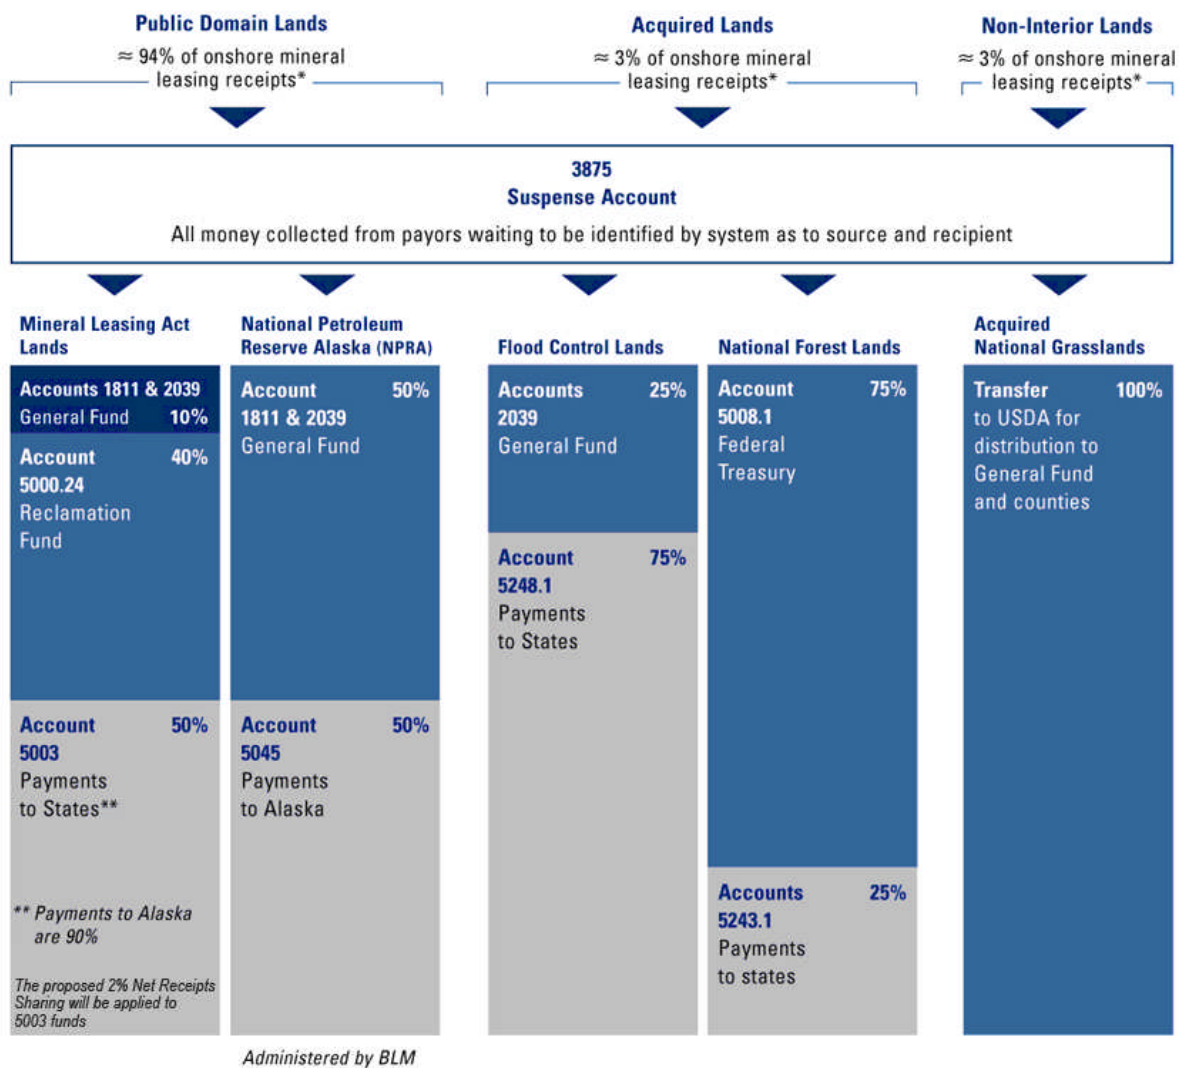 Public Domain Lands
≈ 94% of onshore mineral
leasing receipts*
Acquired Lands
≈ 3% of onshore mineral
leasing receipts*
Non-Interior Lands
≈ 3% of onshore mineral
leasing receipts*
3875
Suspense Account
All money collected from payors waiting to be identified by system as to source and recipient
Mineral Leasing Act
Lands
Accounts 1811 & 2039
General Fund 10%
Account 40%
5000.24
Reclamation
Fund
Account 50%
5003
Payments
to States**
** Payments to Alaska
are 90%
The proposed 2% Net Receipts
Sharing will be applied to
5003 funds
National Petroleum
Reserve Alaska (NPRA)
Account 50%
1811 & 2039
General Fund
Account 50%
5045
Payments
to Alaska
Administered by BLM
Flood Control Lands
Accounts 25%
2039
General Fund
Account 75%
5248.1
Payments
to States
National Forest Lands
Account 75%
5008.1
Federal
Treasury
Accounts 25%
5243.1
Payments
to states
Acquired
National Grasslands
Transfer 100%
to USDA for
distribution to
General Fund
and counties